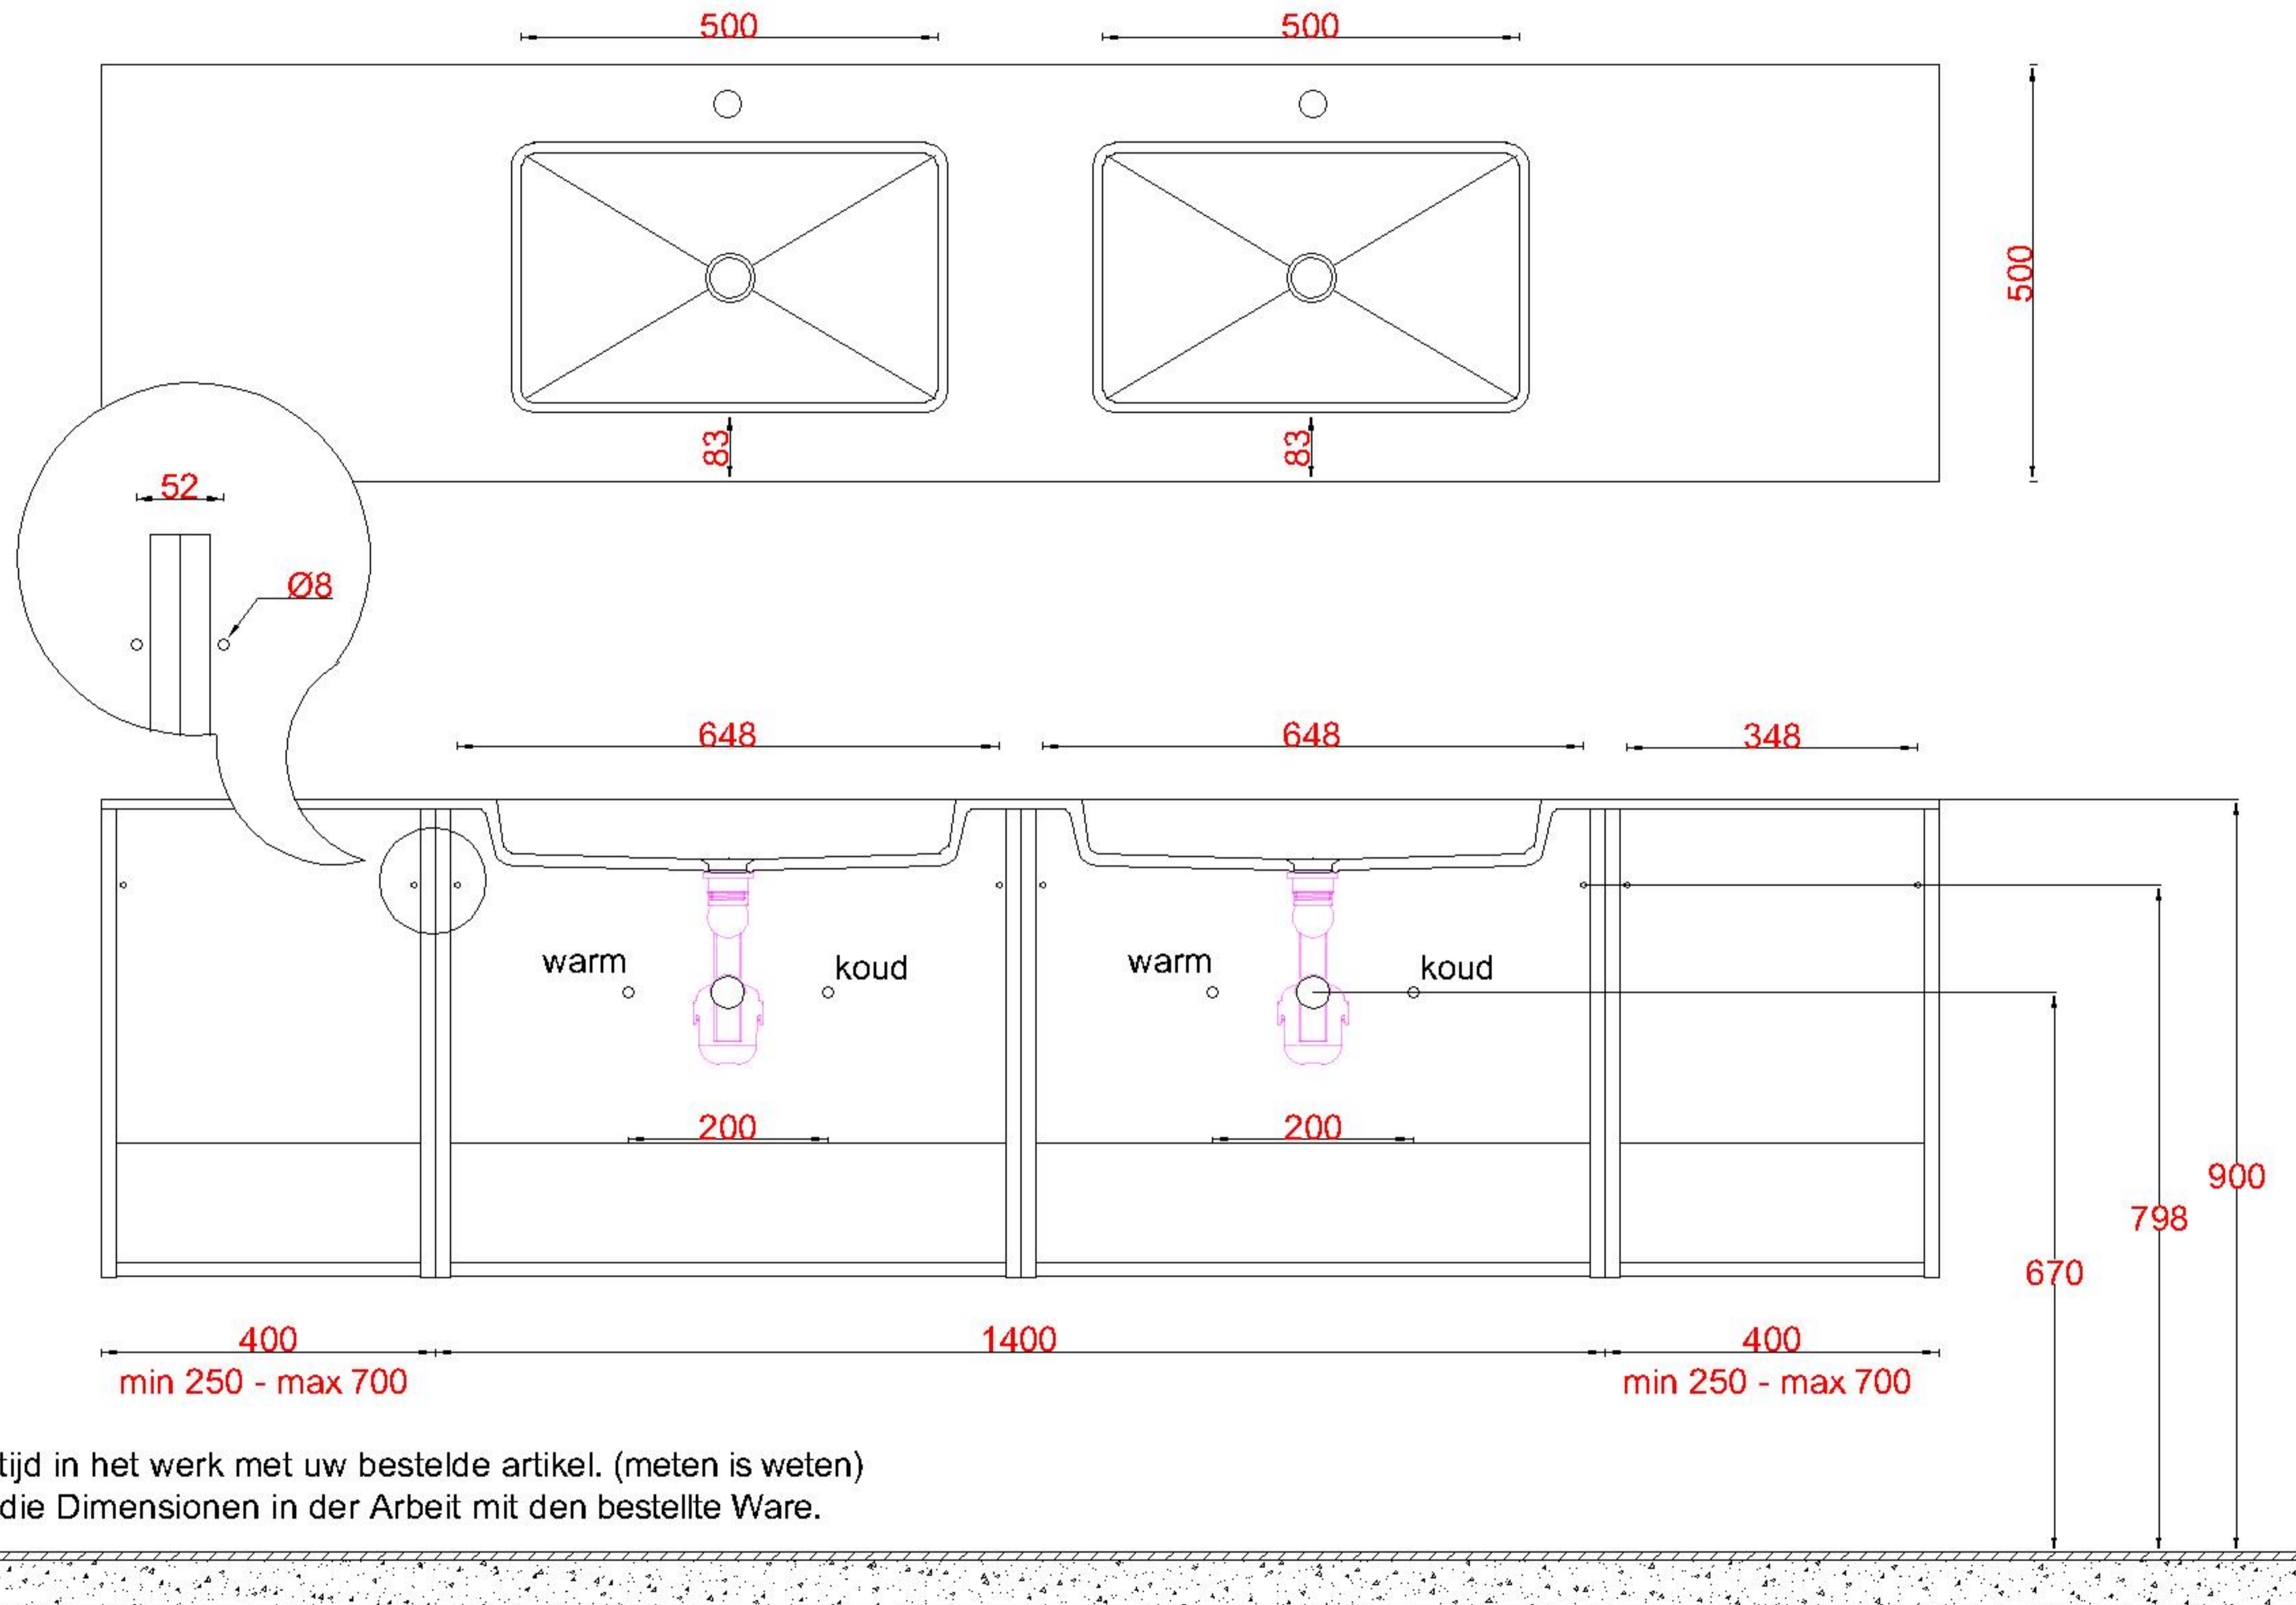 500 500
500
83 83
52
Ø8
648 648 348
warm koud warm koud
200 200
900
798
670
400 1400 400
min 250 - max 700 min 250 - max 700
tijd in het werk met uw bestelde artikel. (meten is weten)
die Dimensionen in der Arbeit mit den bestellte Ware.